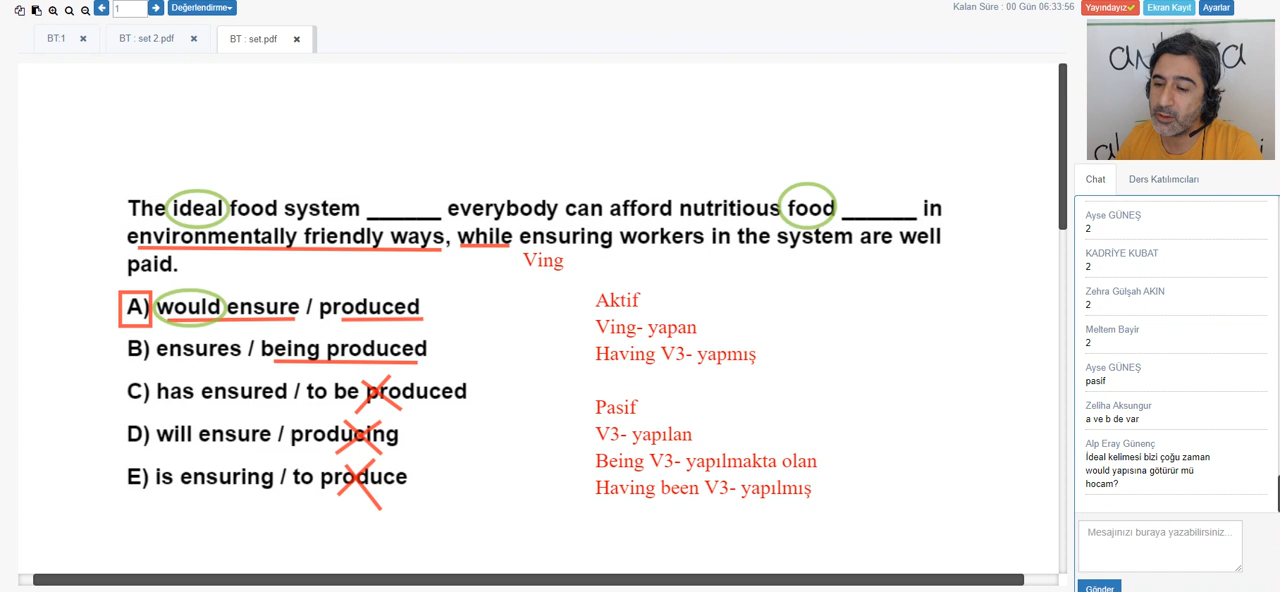 1
Değerlendirme
Kalan Süre : 00 Gün 06:33:56
Yayındayız
Ekran Kayıt
Ayarlar
BT:1 ×
BT : set 2.pdf ×
BT : set.pdf ×
The ideal food system ______ everybody can afford nutritious food ______ in
environmentally friendly ways, while ensuring workers in the system are well
paid.
Ving
A) would ensure / produced
B) ensures / being produced
C) has ensured / to be produced
D) will ensure / producing
E) is ensuring / to produce
Aktif
Ving- yapan
Having V3- yapmış
Pasif
V3- yapılan
Being V3- yapılmakta olan
Having been V3- yapılmış
Chat
Ders Katılımcıları
Ayse GÜNEŞ
2
KADRİYE KUBAT
2
Zehra Gülşah AKIN
2
Meltem Bayir
2
Ayse GÜNEŞ
pasif
Zeliha Aksungur
a ve b de var
Alp Eray Günenç
İdeal kelimesi bizi çoğu zaman
would yapısına götürür mü
hocam?
Mesajınızı buraya yazabilirsiniz...
Gönder